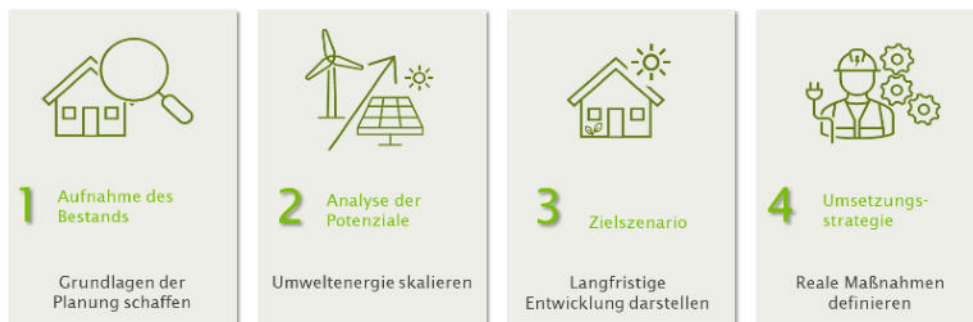 1
Aufnahme des
Bestands
Grundlagen der
Planung schaffen
2
Analyse der
Potenziale
Umweltenergie skalieren
3
Zielszenario
Langfristige
Entwicklung darstellen
4
Umsetzungs-
strategie
Reale Maßnahmen
definieren